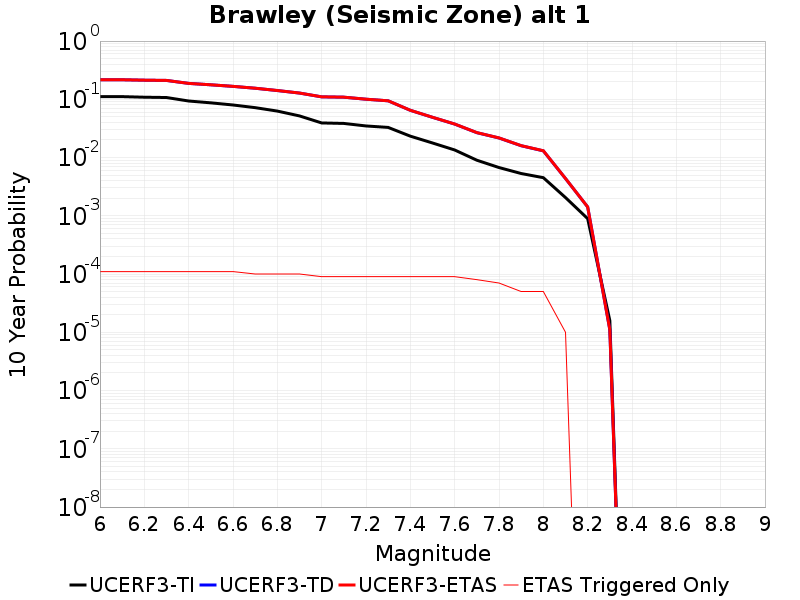 Brawley (Seismic Zone) alt 1
10 Year Probability
10^0
10^-1
10^-2
10^-3
10^-4
10^-5
10^-6
10^-7
10^-8
6 6.2 6.4 6.6 6.8 7 7.2 7.4 7.6 7.8 8 8.2 8.4 8.6 8.8 9
Magnitude
UCERF3-TI UCERF3-TD UCERF3-ETAS ETAS Triggered Only